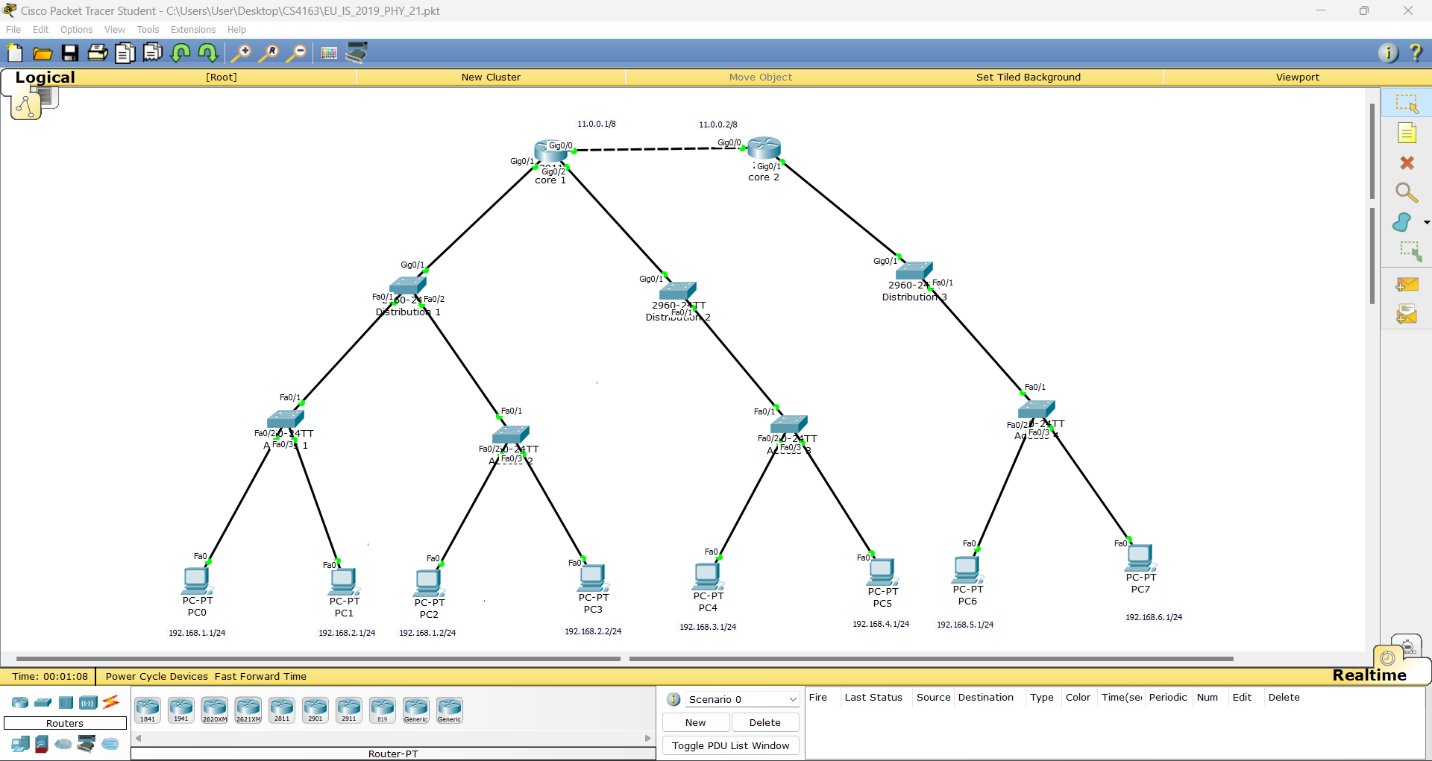 Cisco Packet Tracer Student - C:\Users\User\Desktop\CS4163\EU_IS_2019_PHY_21.pkt
File Edit Options View Tools Extensions Help
Logical [Root] New Cluster Move Object Set Tiled Background Viewport
11.0.0.1/8 11.0.0.2/8
Gig0/0 Gig0/0
Gig0/1 Gig0/2 Gig0/1
core 1 core 2
Gig0/1 Gig0/1 Gig0/1
Fa0/1 Fa0/2 2960-24TT Fa0/1 2960-24 Fa0/1
Distribution 1 Distribution 2 Distribution 3
Fa0/1 Fa0/1 Fa0/1 Fa0/1
Fa0/2 Fa0/3 Fa0/2 Fa0/3 Fa0/2 Fa0/3 Fa0/2 Fa0/3
Fa0 Fa0 Fa0 Fa0 Fa0 Fa0 Fa0 Fa0
PC-PT PC-PT PC-PT PC-PT PC-PT PC-PT PC-PT PC-PT
PC0 PC1 PC2 PC3 PC4 PC5 PC6 PC7
192.168.1.1/24 192.168.2.1/24 192.168.1.2/24 192.168.2.2/24 192.168.3.1/24 192.168.4.1/24 192.168.5.1/24 192.168.6.1/24
Realtime
Time: 00:01:08 Power Cycle Devices Fast Forward Time
Routers
1841 1941 2620XM 2621XM 2811 2901 2911 819 Generic Generic
Router-PT
Scenario 0
New Delete
Toggle PDU List Window
Fire Last Status Source Destination Type Color Time(sec Periodic Num Edit Delete